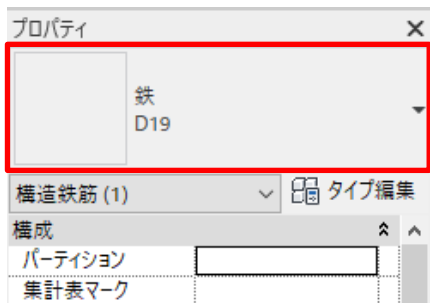 プロパティ
鉄
D19
構造鉄筋 (1)
タイプ編集
構成
パーティション
集計表マーク